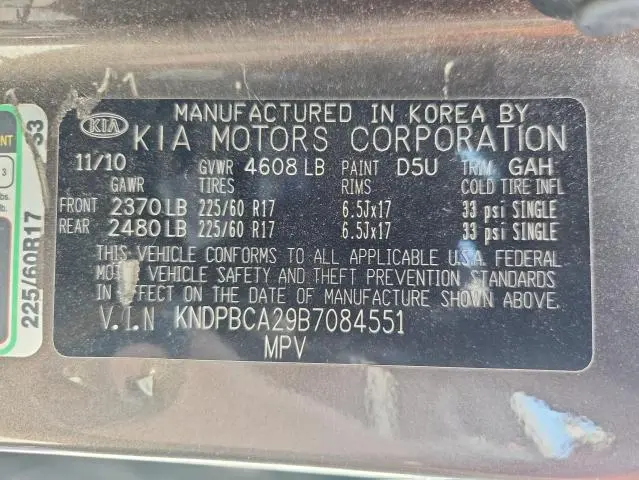 KIA
MANUFACTURED IN KOREA BY
KIA MOTORS CORPORATION
11/10 GVWR 4608 LB PAINT D5U TRIM GAH
GAWR TIRES RIMS COLD TIRE INFL
FRONT 2370 LB 225/60 R17 6.5Jx17 33 psi SINGLE
REAR 2480 LB 225/60 R17 6.5Jx17 33 psi SINGLE
THIS VEHICLE CONFORMS TO ALL APPLICABLE U.S.A. FEDERAL
MOTOR VEHICLE SAFETY AND THEFT PREVENTION STANDARDS
IN EFFECT ON THE DATE OF MANUFACTURE SHOWN ABOVE.
V.I.N KNDPBCA29B7084551
MPV
3
225/60R17